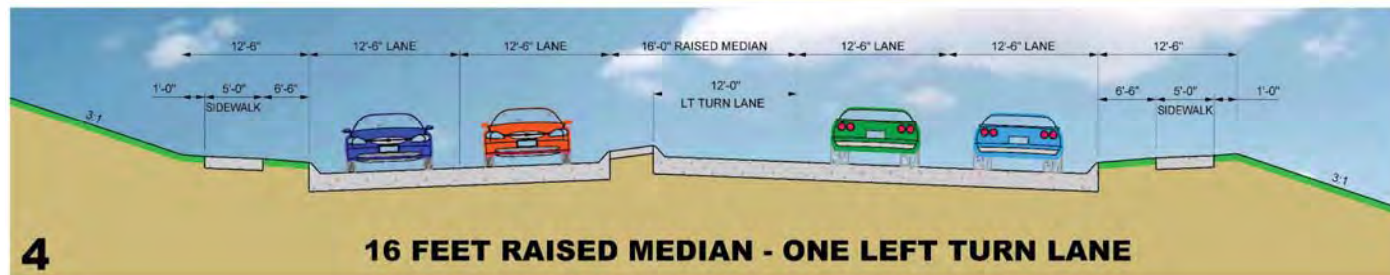 12'-6" 12'-6" LANE 12'-6" LANE 16'-0" RAISED MEDIAN 12'-6" LANE 12'-6" LANE 12'-6"
1'-0" 5'-0" 6'-6" 12'-0" 6'-6" 5'-0" 1'-0"
SIDEWALK LT TURN LANE SIDEWALK
3:1
3:1
4 16 FEET RAISED MEDIAN - ONE LEFT TURN LANE